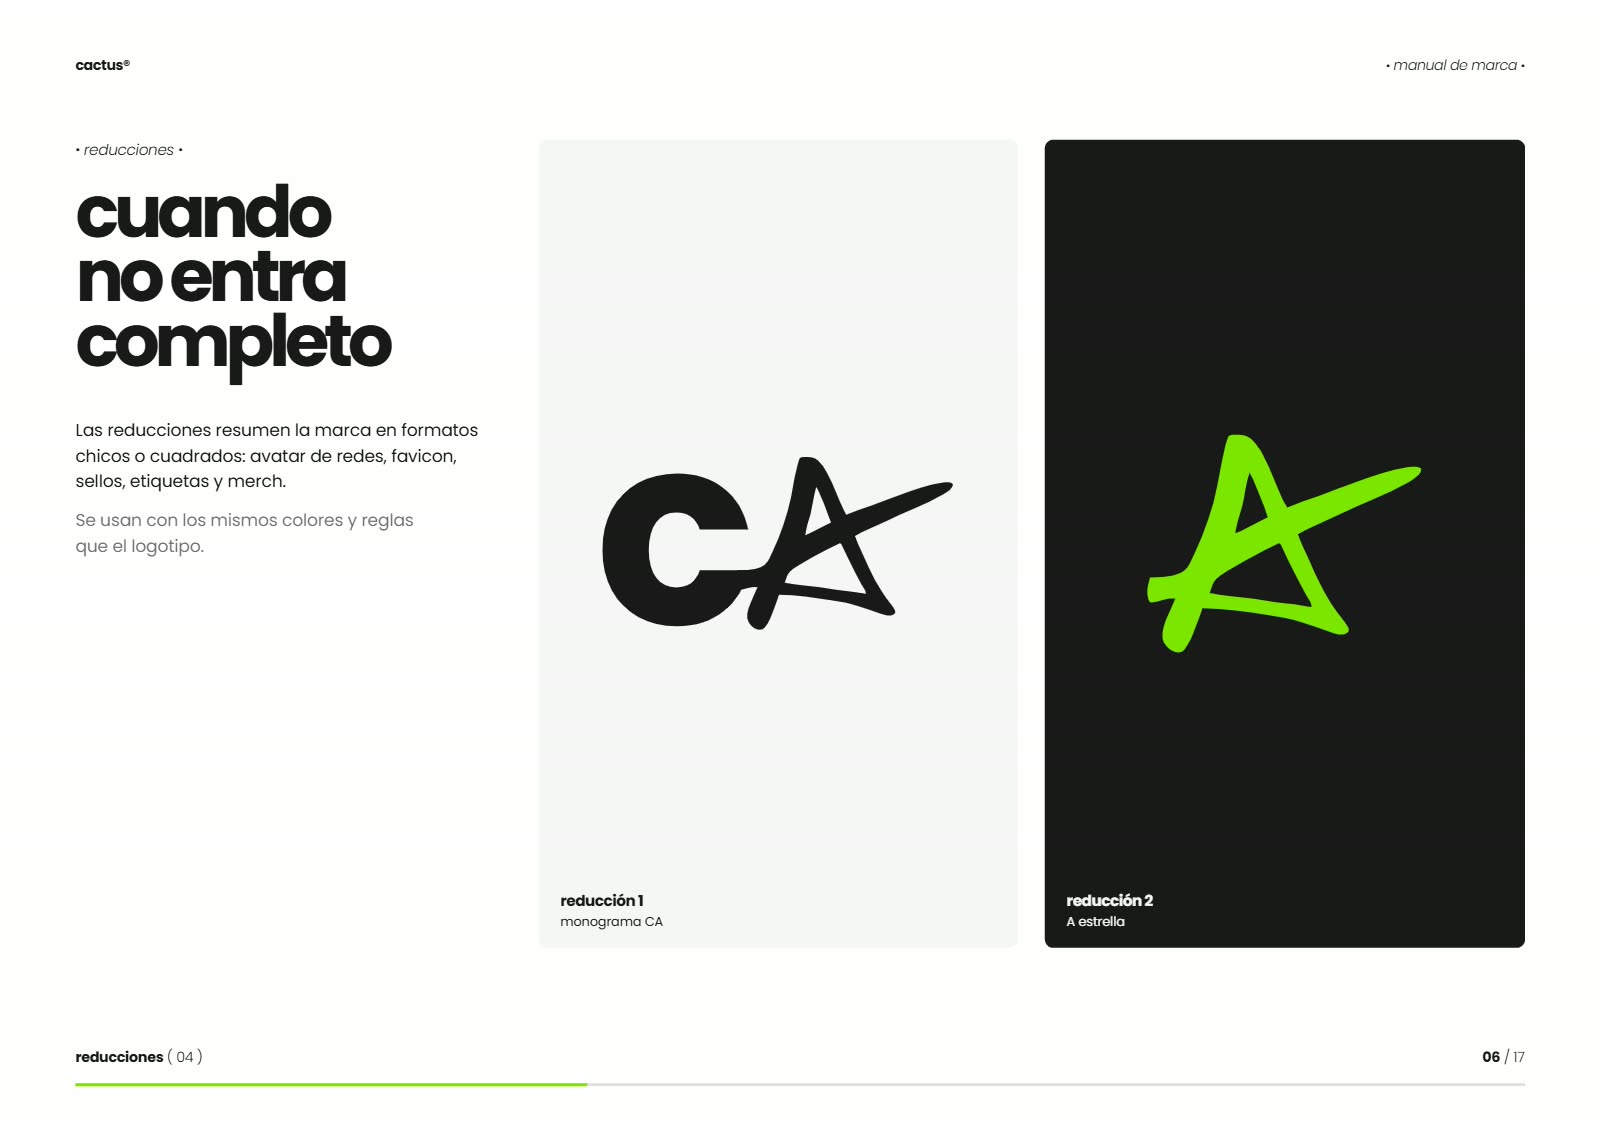 cactus®
• manual de marca •
• reducciones •
cuando
no entra
completo
Las reducciones resumen la marca en formatos
chicos o cuadrados: avatar de redes, favicon,
sellos, etiquetas y merch.
Se usan con los mismos colores y reglas
que el logotipo.
CA
reducción 1
monograma CA
A
reducción 2
A estrella
reducciones ( 04 )
06 / 17